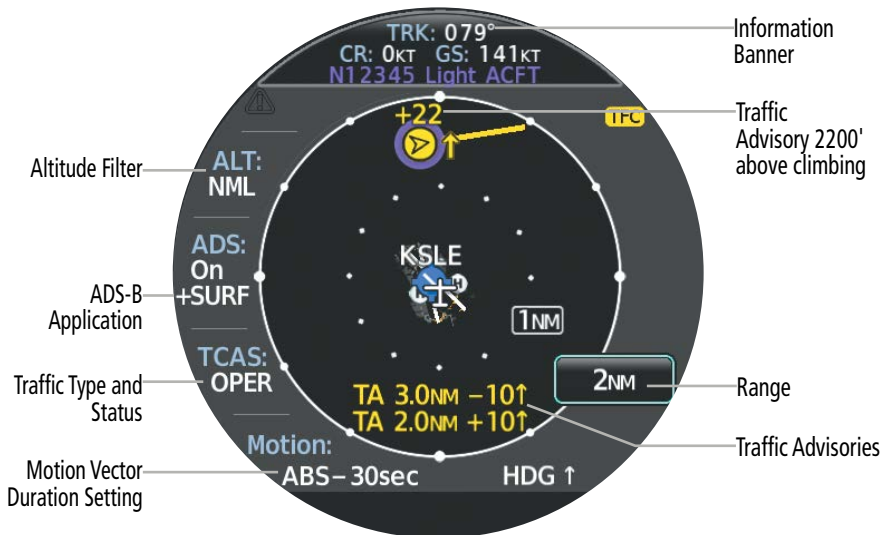 TRK: 079°
CR: 0KT GS: 141KT
N12345 Light ACFT
Information
Banner
+22
TFC
Traffic
Advisory 2200'
above climbing
Altitude Filter
ALT:
NML
KSLE
ADS:
On
+SURF
ADS-B
Application
H
1NM
TCAS:
OPER
Traffic Type and
Status
2NM
Range
TA 3.0NM −10↑
TA 2.0NM +10↑
Traffic Advisories
Motion:
ABS−30sec
HDG ↑
Motion Vector
Duration Setting